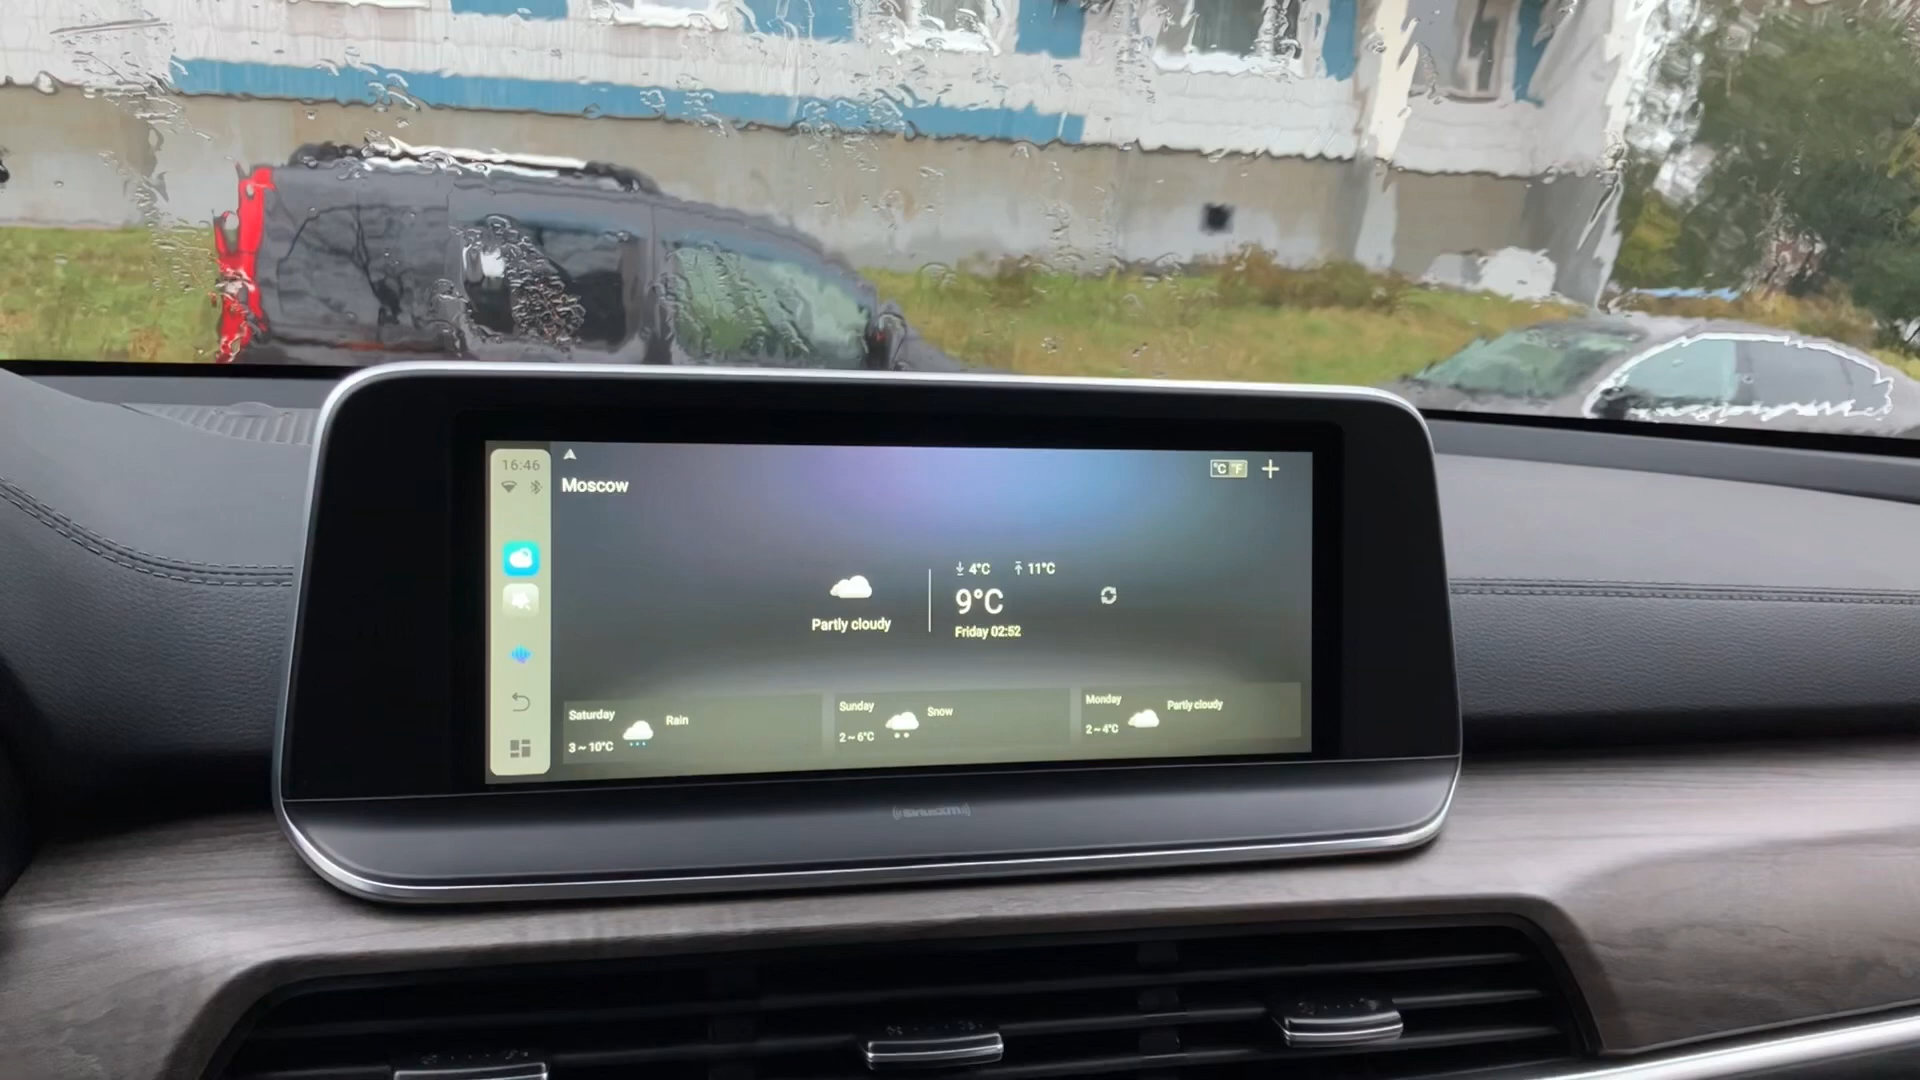 16:46
Moscow
°C °F
4°C 11°C
9°C
Partly cloudy
Friday 02:52
Saturday
Rain
3 ~ 10°C
Sunday
Snow
2 ~ 6°C
Monday
Partly cloudy
2 ~ 4°C
SiriusXM